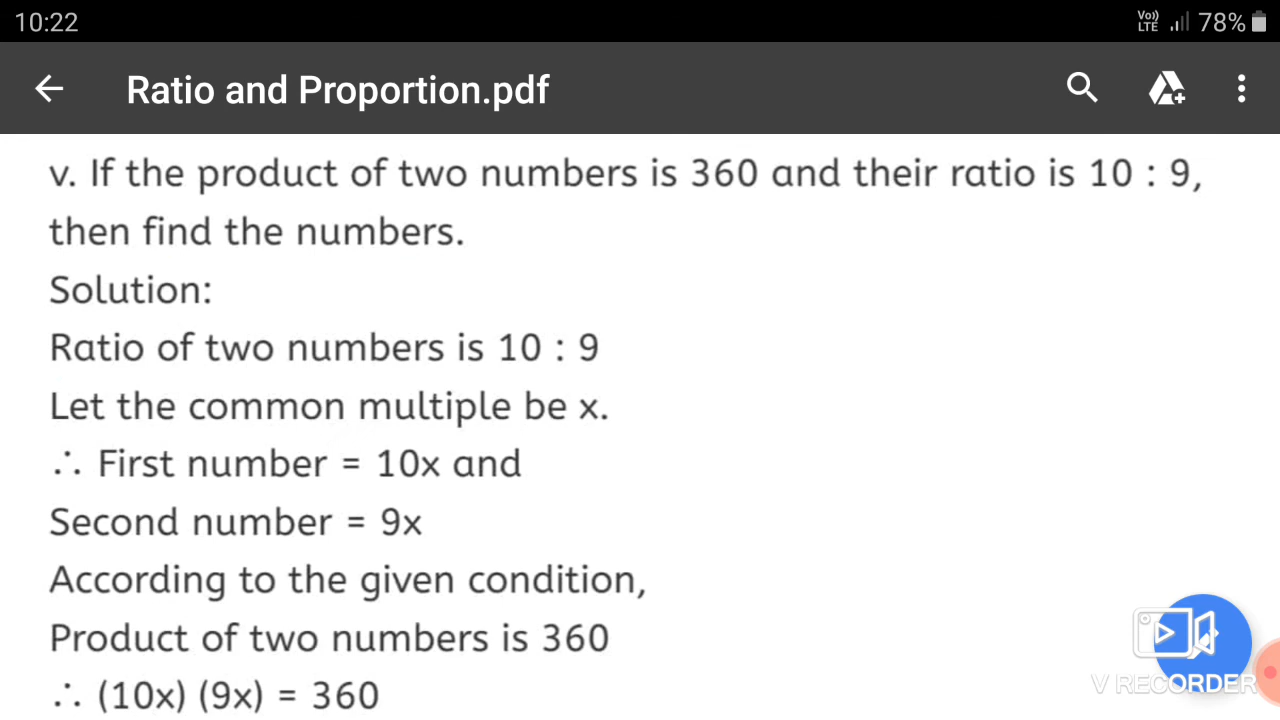 10:22
Vo))
LTE
78%
Ratio and Proportion.pdf
v. If the product of two numbers is 360 and their ratio is 10 : 9,
then find the numbers.
Solution:
Ratio of two numbers is 10 : 9
Let the common multiple be x.
∴ First number = 10x and
Second number = 9x
According to the given condition,
Product of two numbers is 360
∴ (10x) (9x) = 360
V RECORDER